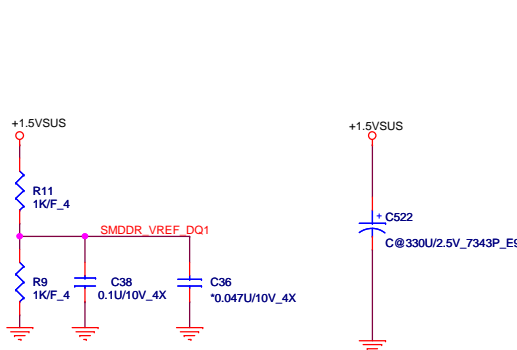 +1.5VSUS
+1.5VSUS
R11
1K/F_4
SMDDR_VREF_DQ1
+ C522
C@330U/2.5V_7343P_E9
R9
1K/F_4
C38
0.1U/10V_4X
C36
*0.047U/10V_4X